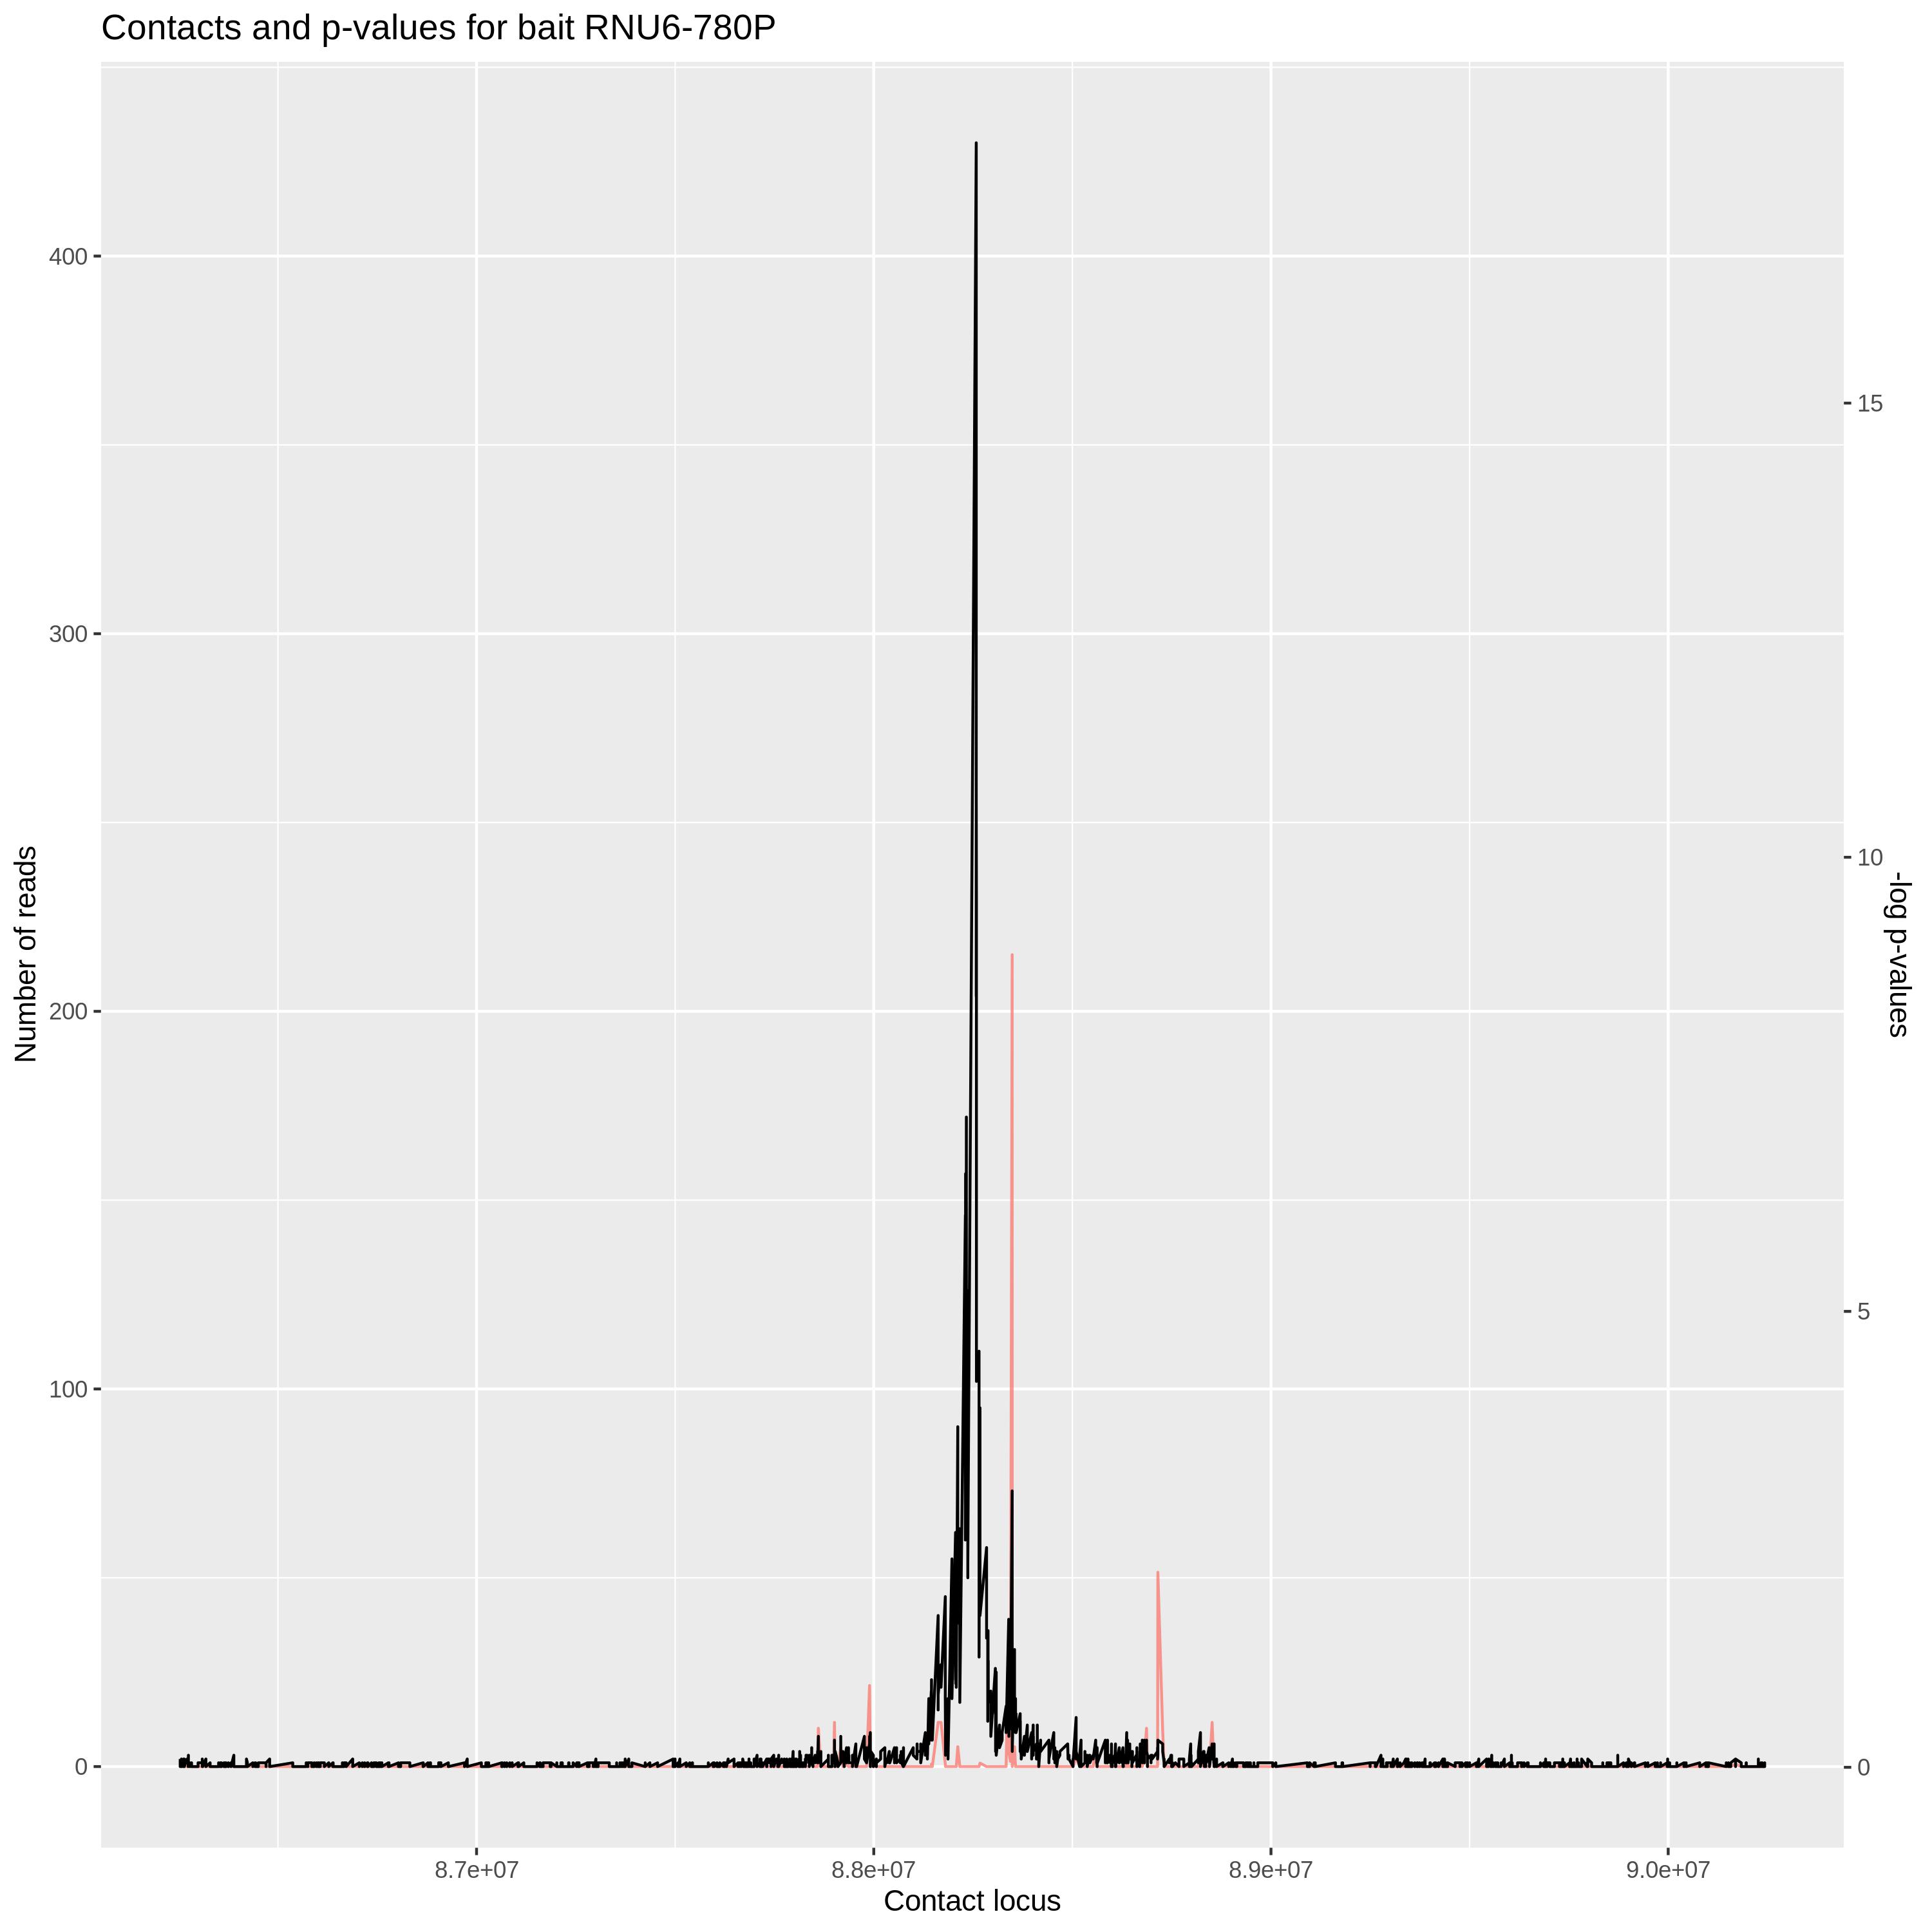 Contacts and p-values for bait RNU6-780P
400
300
200
100
0
Number of reads
15
10
5
0
-log p-values
8.7e+07
8.8e+07
8.9e+07
9.0e+07
Contact locus